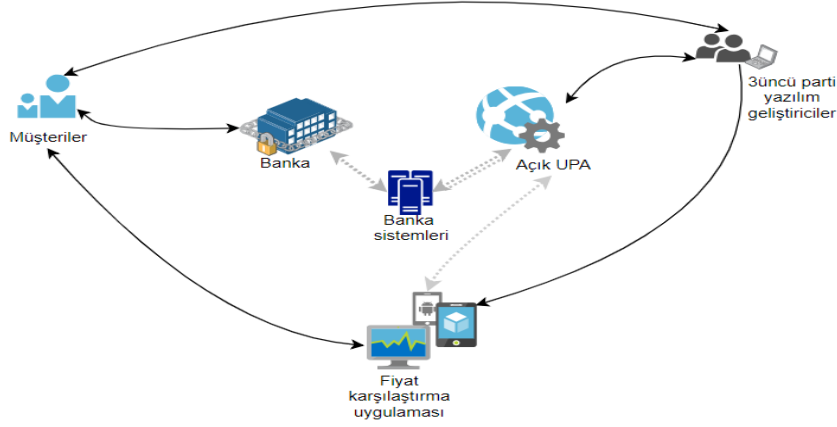 3üncü parti
yazılım
geliştiriciler
Müşteriler
Banka
Açık UPA
Banka
sistemleri
Fiyat
karşılaştırma
uygulaması